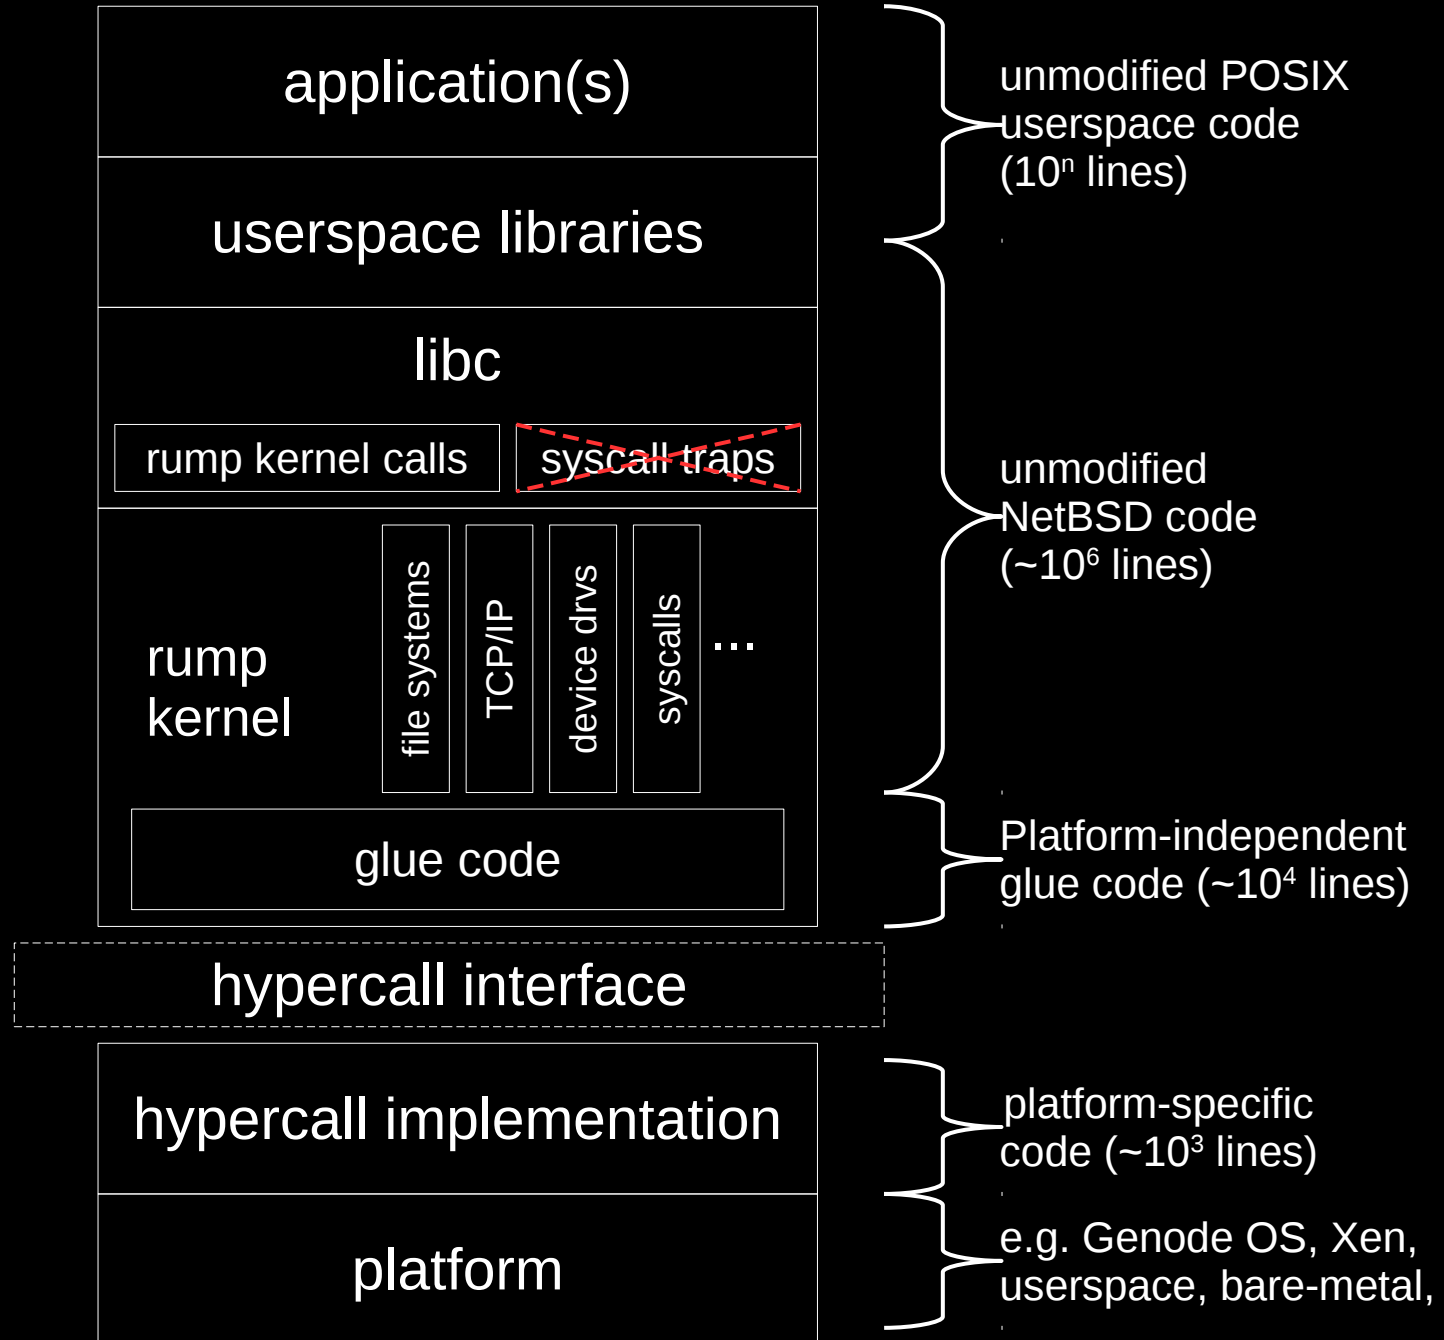 application(s)
unmodified POSIX
userspace code
(10ⁿ lines)
userspace libraries
libc
rump kernel calls
syscall traps
unmodified
NetBSD code
(~10⁶ lines)
rump
kernel
file systems
TCP/IP
device drvs
syscalls
...
glue code
Platform-independent
glue code (~10⁴ lines)
hypercall interface
hypercall implementation
platform-specific
code (~10³ lines)
platform
e.g. Genode OS, Xen,
userspace, bare-metal,